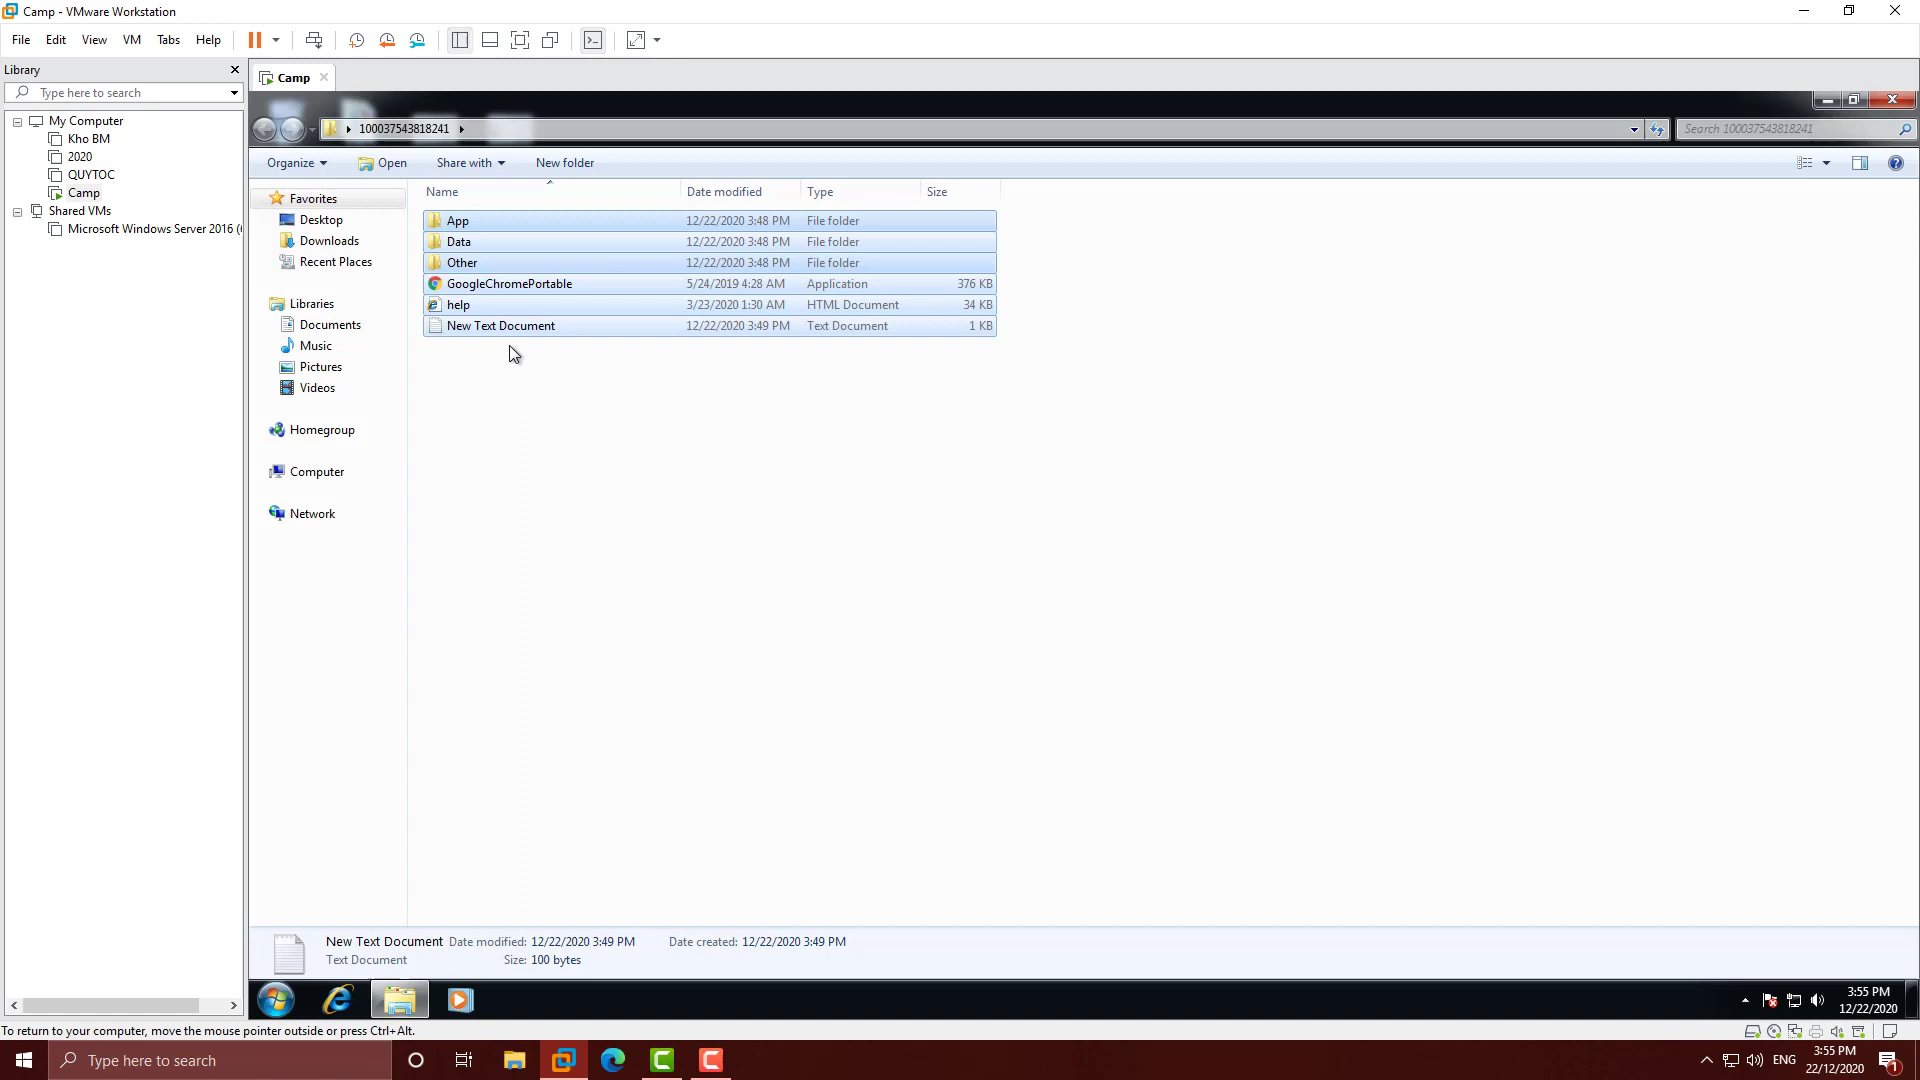 Camp - VMware Workstation
File Edit View VM Tabs Help
Library
Type here to search
My Computer
Kho BM
2020
QUYTOC
Camp
Shared VMs
Microsoft Windows Server 2016 (
Camp
100037543818241
Search 100037543818241
Organize Open Share with New folder
Favorites
Desktop
Downloads
Recent Places
Libraries
Documents
Music
Pictures
Videos
Homegroup
Computer
Network
Name Date modified Type Size
App 12/22/2020 3:48 PM File folder
Data 12/22/2020 3:48 PM File folder
Other 12/22/2020 3:48 PM File folder
GoogleChromePortable 5/24/2019 4:28 AM Application 376 KB
help 3/23/2020 1:30 AM HTML Document 34 KB
New Text Document 12/22/2020 3:49 PM Text Document 1 KB
New Text Document Date modified: 12/22/2020 3:49 PM Date created: 12/22/2020 3:49 PM
Text Document Size: 100 bytes
3:55 PM
12/22/2020
To return to your computer, move the mouse pointer outside or press Ctrl+Alt.
Type here to search
ENG
3:55 PM
22/12/2020
1